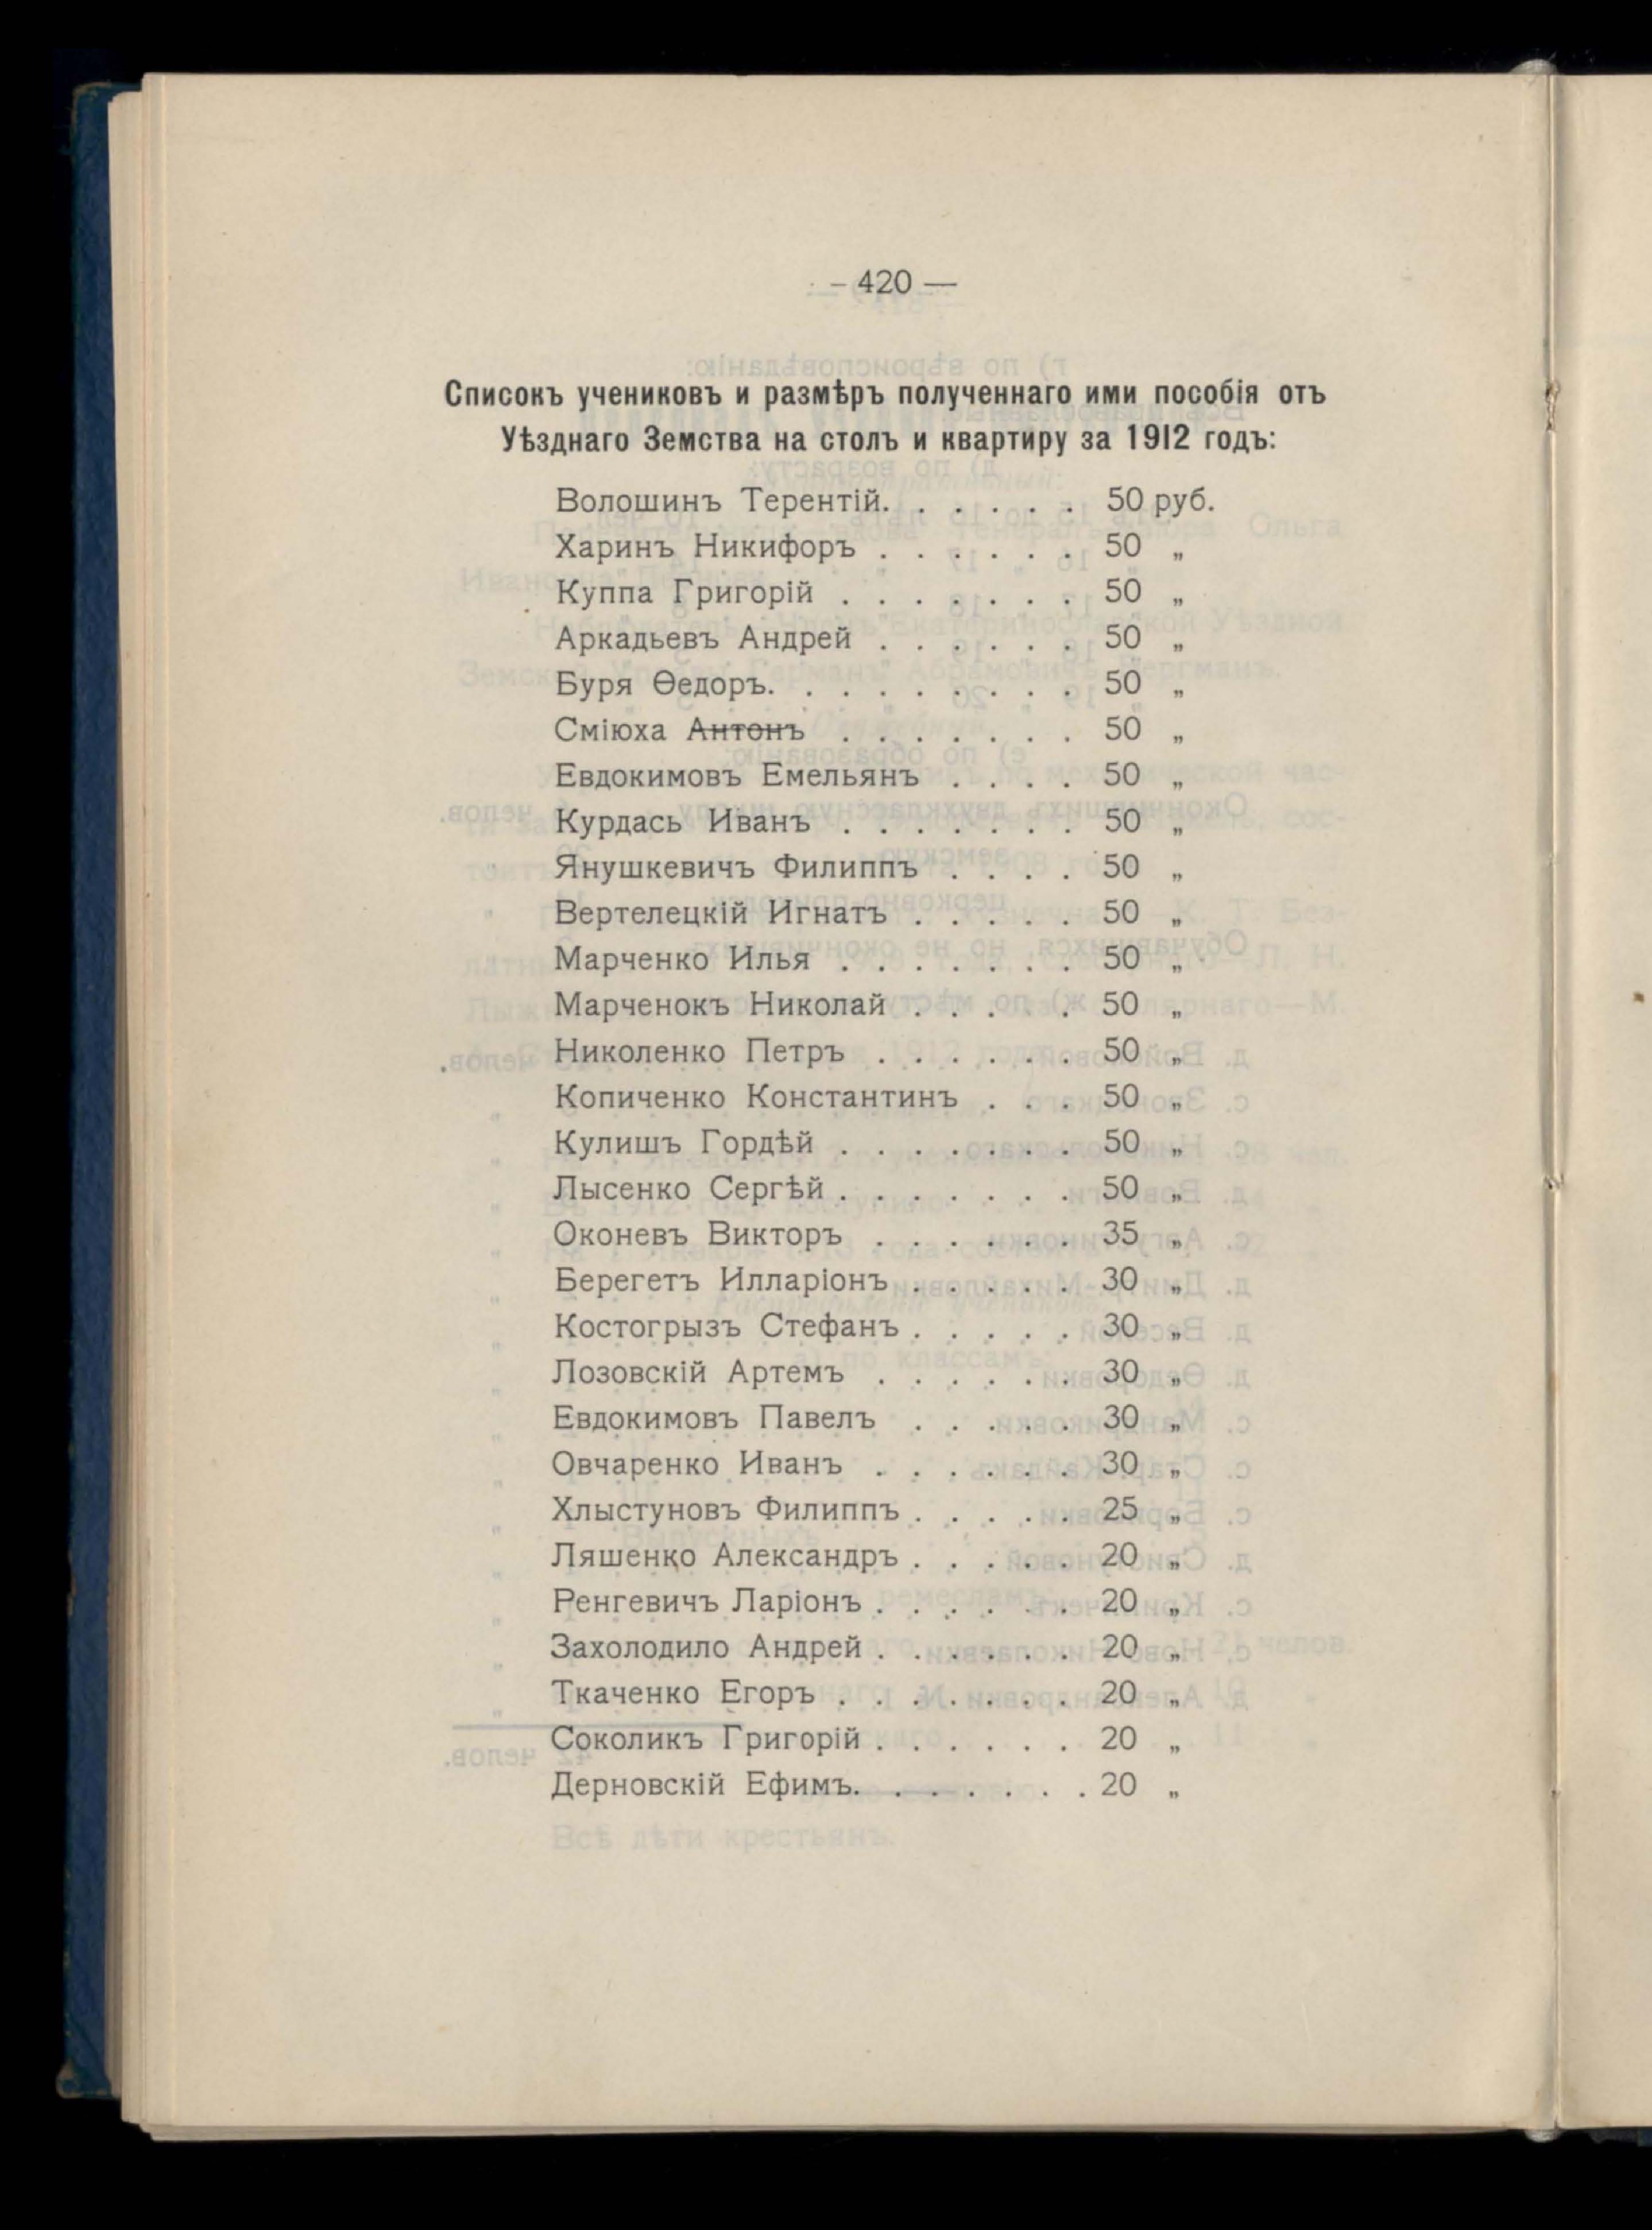 — 420 —
Списокъ учениковъ и размѣръ полученнаго ими пособія отъ
Уѣзднаго Земства на столъ и квартиру за 1912 годъ:
Волошинъ Терентій. . . . . . 50 руб.
Харинъ Никифоръ . . . . . . 50 „
Куппа Григорій . . . . . . . 50 „
Аркадьевъ Андрей . . . . . . 50 „
Буря Ѳедоръ. . . . . . . . . 50 „
Сміюха Антонъ . . . . . . . 50 „
Евдокимовъ Емельянъ . . . . 50 „
Курдась Иванъ . . . . . . . 50 „
Янушкевичъ Филиппъ . . . . 50 „
Вертелецкій Игнатъ . . . . . 50 „
Марченко Илья . . . . . . . 50 „
Марченокъ Николай . . . . . 50 „
Николенко Петръ . . . . . . 50 „
Копиченко Константинъ . . . 50 „
Кулишъ Гордѣй . . . . . . . 50 „
Лысенко Сергѣй . . . . . . . 50 „
Оконевъ Викторъ . . . . . . 35 „
Берегетъ Илларіонъ . . . . . 30 „
Костогрызъ Стефанъ . . . . . 30 „
Лозовскій Артемъ . . . . . . 30 „
Евдокимовъ Павелъ . . . . . 30 „
Овчаренко Иванъ . . . . . . 30 „
Хлыстуновъ Филиппъ . . . . . 25 „
Ляшенко Александръ . . . . . 20 „
Ренгевичъ Ларіонъ . . . . . . 20 „
Захолодило Андрей . . . . . . 20 „
Ткаченко Егоръ . . . . . . . 20 „
Соколикъ Григорій . . . . . . 20 „
Дерновскій Ефимъ. . . . . . . 20 „